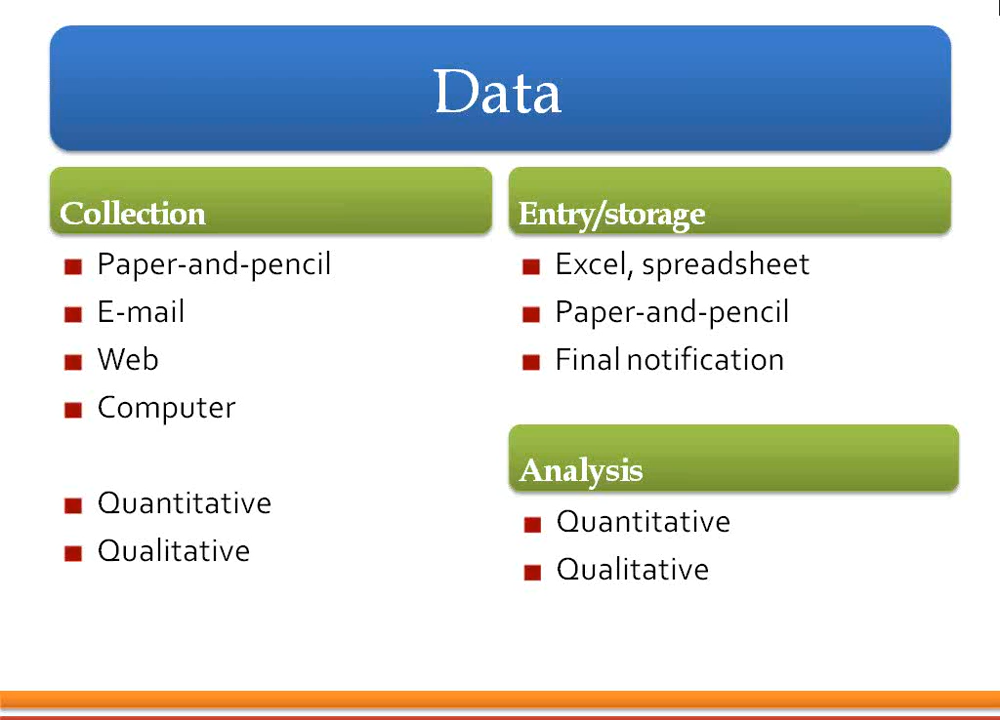 Data
Collection
Paper-and-pencil
E-mail
Web
Computer
Quantitative
Qualitative
Entry/storage
Excel, spreadsheet
Paper-and-pencil
Final notification
Analysis
Quantitative
Qualitative